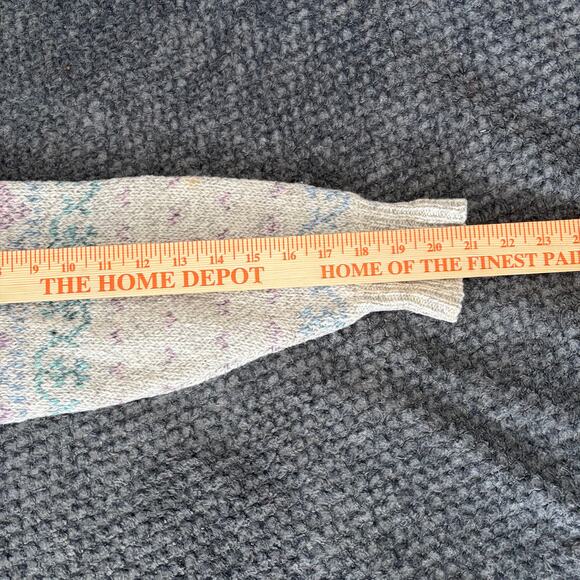 9 10 11 12 13 14 15 16 17 18 19 20 21 22 23
THE HOME DEPOT HOME OF THE FINEST PAI